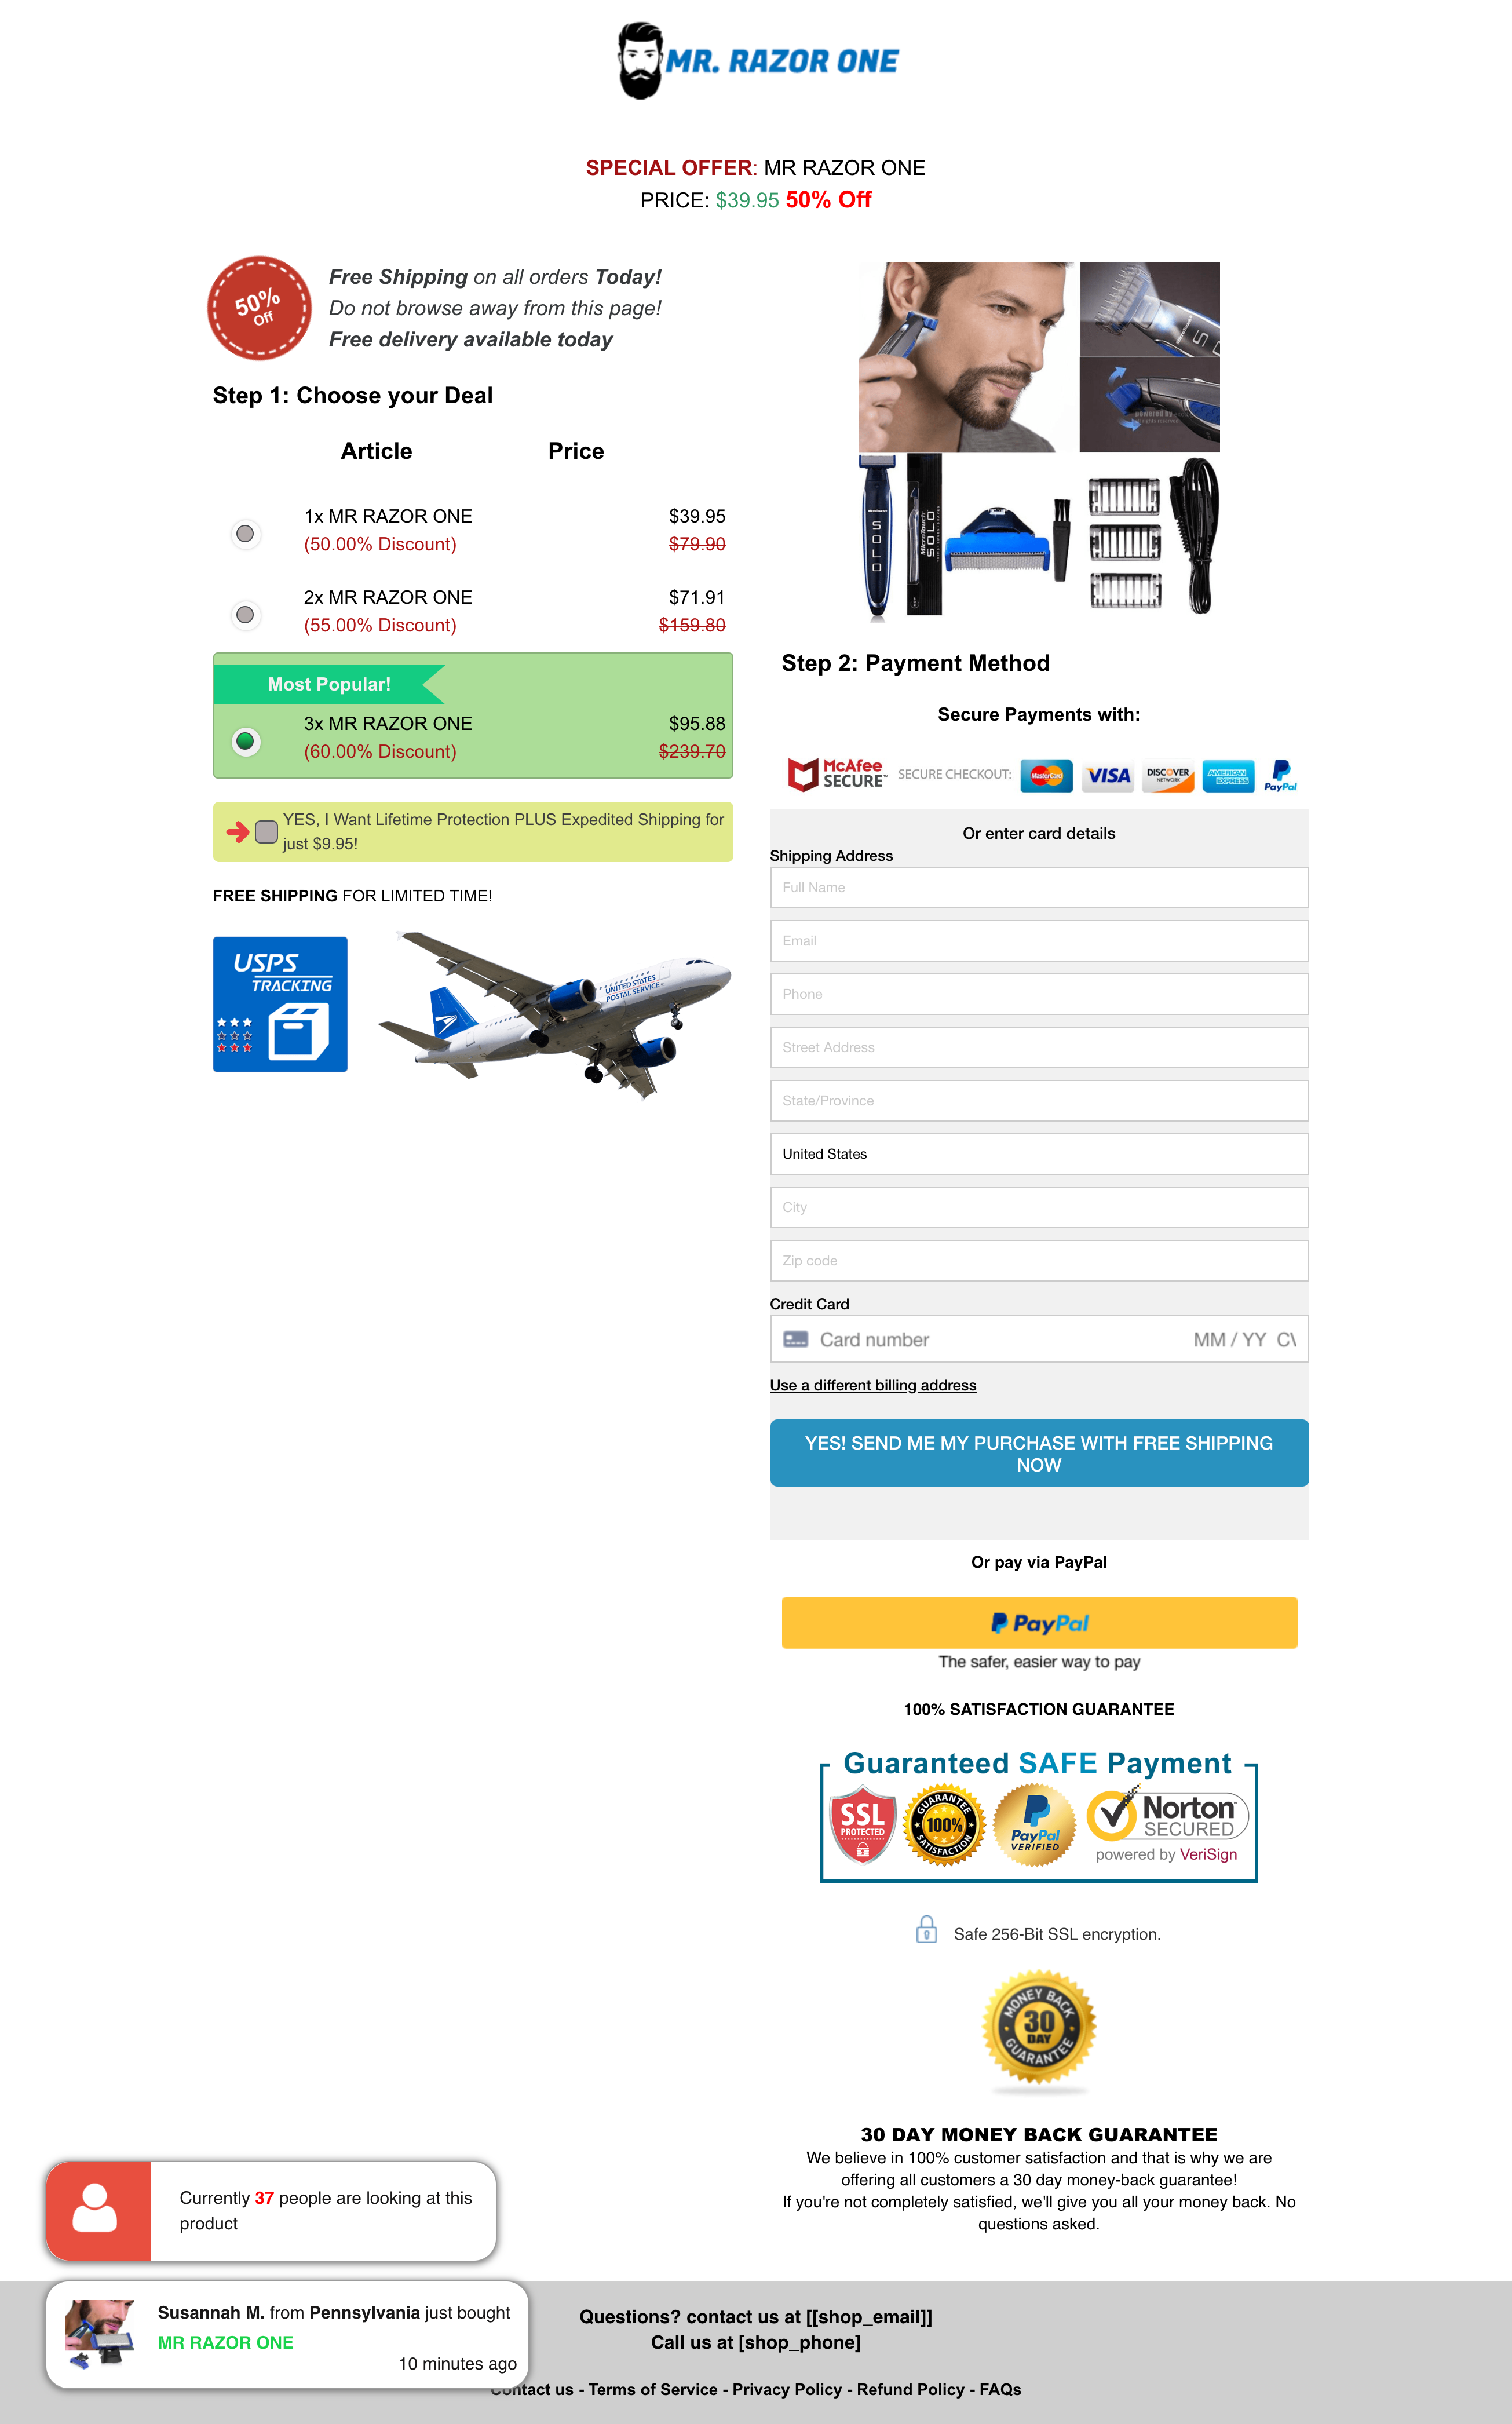 MR. RAZOR ONE
SPECIAL OFFER: MR RAZOR ONE
PRICE: $39.95 50% Off
50%
Off
Free Shipping on all orders Today!
Do not browse away from this page!
Free delivery available today
Step 1: Choose your Deal
Article Price
1x MR RAZOR ONE $39.95
(50.00% Discount) $79.90
2x MR RAZOR ONE $71.91
(55.00% Discount) $159.80
Most Popular!
3x MR RAZOR ONE $95.88
(60.00% Discount) $239.70
YES, I Want Lifetime Protection PLUS Expedited Shipping for
just $9.95!
FREE SHIPPING FOR LIMITED TIME!
USPS
TRACKING
UNITED STATES
POSTAL SERVICE
powered by
SOLO
SOLO
Step 2: Payment Method
Secure Payments with:
McAfee
SECURE
SECURE CHECKOUT:
MasterCard
VISA
DISCOVER
NETWORK
AMERICAN
EXPRESS
PayPal
Or enter card details
Shipping Address
Full Name
Email
Phone
Street Address
State/Province
United States
City
Zip code
Credit Card
Card number MM / YY
Use a different billing address
YES! SEND ME MY PURCHASE WITH FREE SHIPPING
NOW
Or pay via PayPal
PayPal
The safer, easier way to pay
100% SATISFACTION GUARANTEE
Guaranteed SAFE Payment
SSL
PROTECTED
GUARANTEE
100%
SATISFACTION
PayPal
VERIFIED
Norton
SECURED
powered by VeriSign
Safe 256-Bit SSL encryption.
MONEY BACK
30
DAY
GUARANTEE
30 DAY MONEY BACK GUARANTEE
We believe in 100% customer satisfaction and that is why we are
offering all customers a 30 day money-back guarantee!
If you're not completely satisfied, we'll give you all your money back. No
questions asked.
Currently 37 people are looking at this
product
Susannah M. from Pennsylvania just bought
MR RAZOR ONE
10 minutes ago
Questions? contact us at [[shop_email]]
Call us at [shop_phone]
Contact us - Terms of Service - Privacy Policy - Refund Policy - FAQs